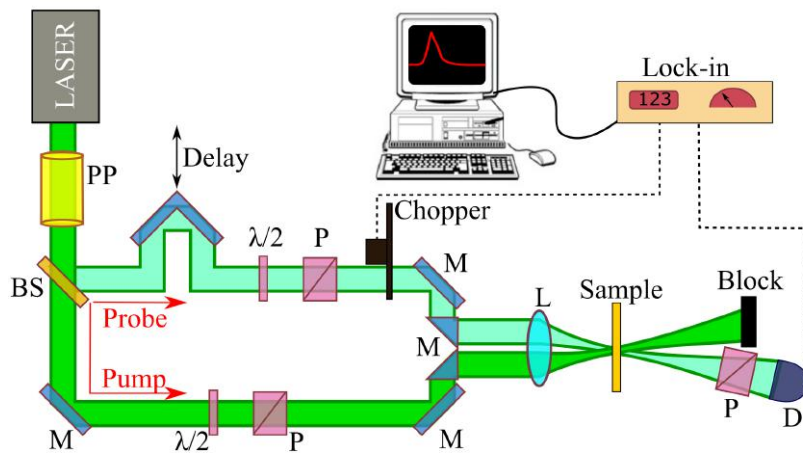 LASER
Lock-in
123
PP
Delay
Chopper
λ/2
P
M
BS
Probe
L
Sample
Block
M
Pump
M
λ/2
P
M
P
D